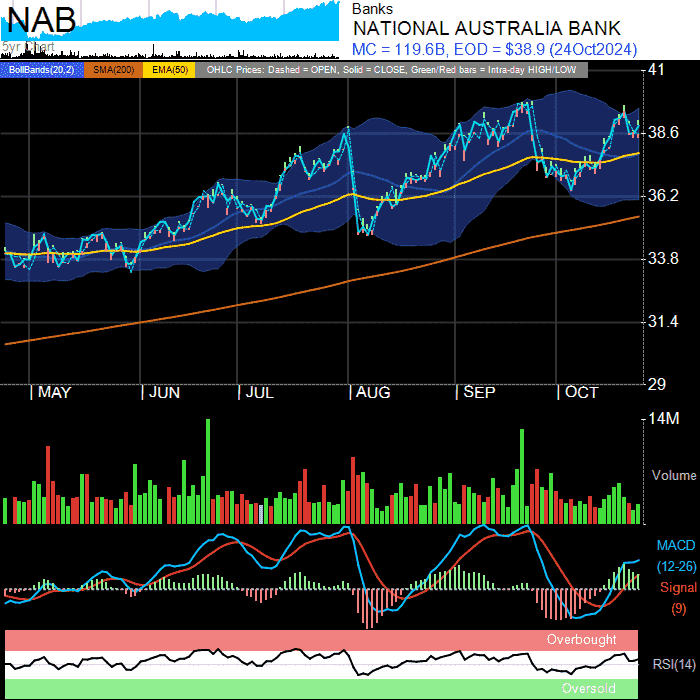 NAB
5yr Chart
Banks
NATIONAL AUSTRALIA BANK
MC = 119.6B, EOD = $38.9 (24Oct2024)
BollBands(20,2) SMA(200) EMA(50) OHLC Prices: Dashed = OPEN, Solid = CLOSE, Green/Red bars = Intra-day HIGH/LOW
41
38.6
36.2
33.8
31.4
29
MAY JUN JUL AUG SEP OCT
14M
Volume
MACD
(12-26)
Signal
(9)
Overbought
RSI(14)
Oversold